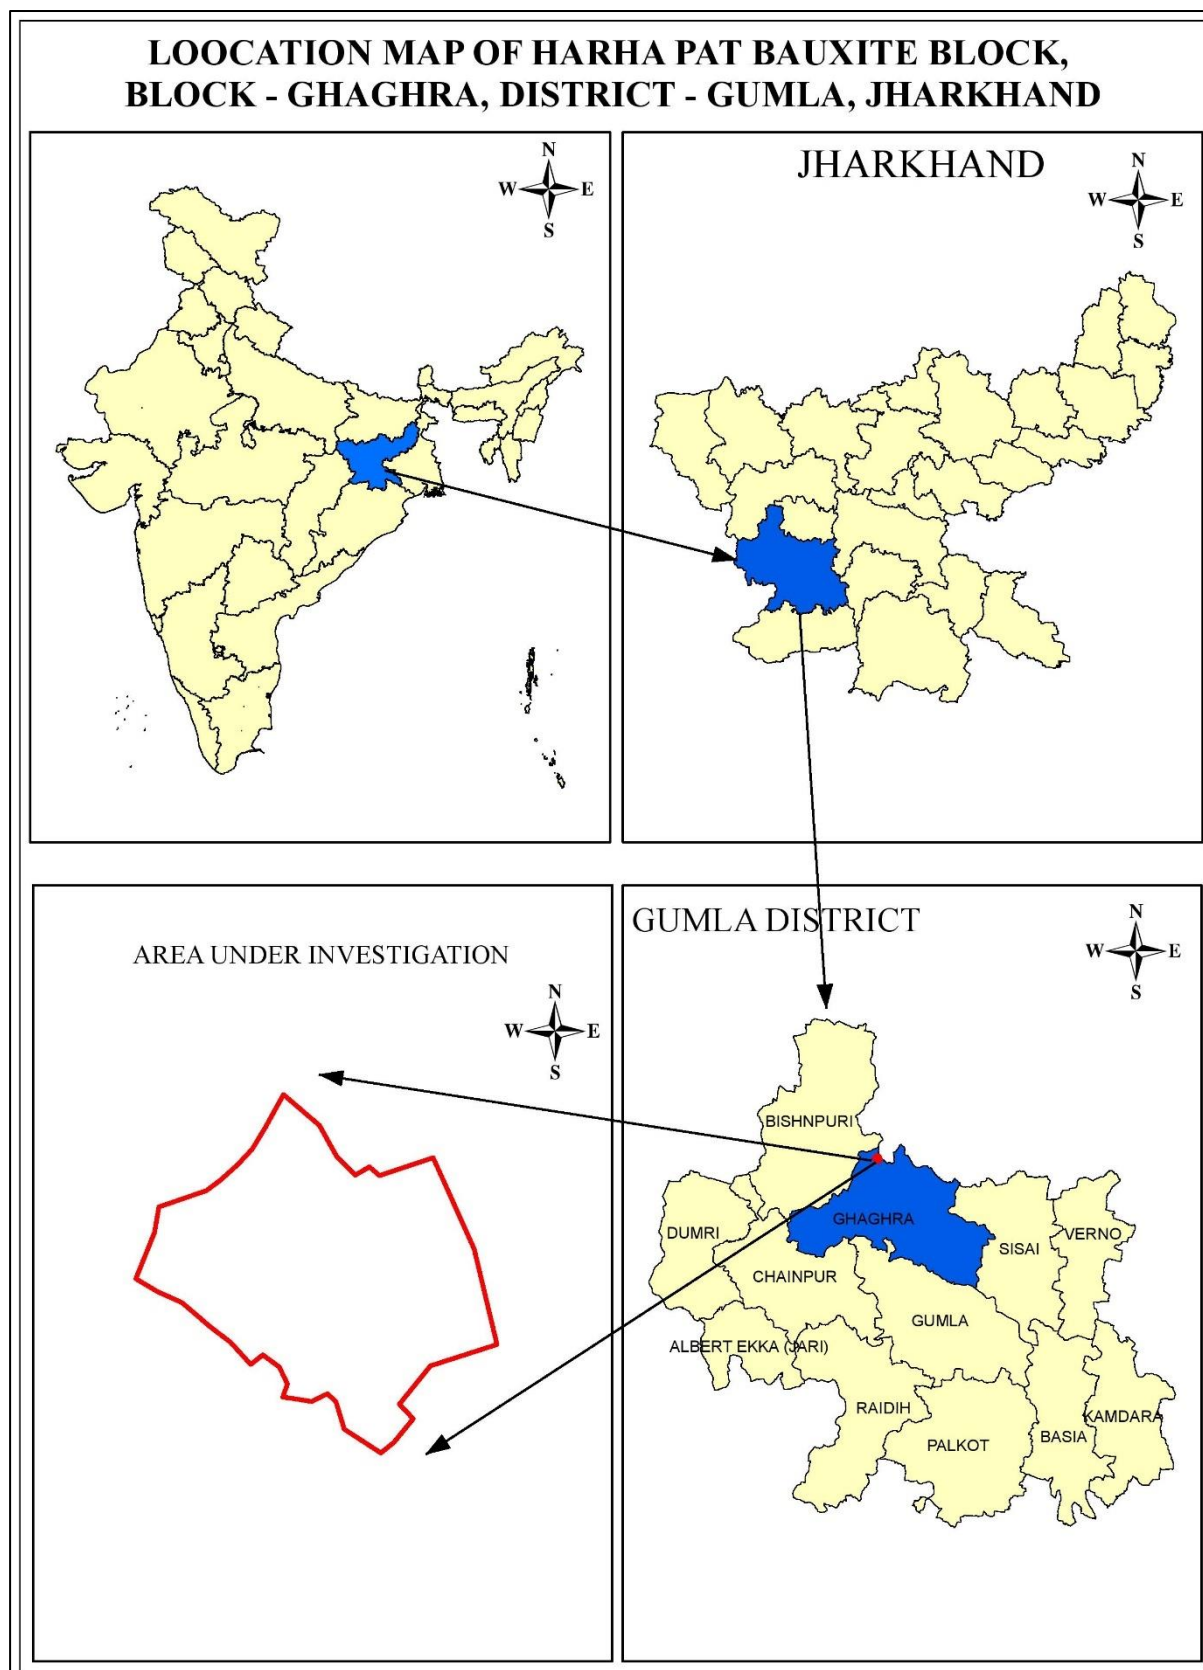 LOOCATION MAP OF HARHA PAT BAUXITE BLOCK,
BLOCK - GHAGHRA, DISTRICT - GUMLA, JHARKHAND
N
W E
S
JHARKHAND
N
W E
S
AREA UNDER INVESTIGATION
N
W E
S
GUMLA DISTRICT
N
W E
S
BISHNPURI
GHAGHRA
DUMRI
VERNO
SISAI
CHAINPUR
GUMLA
ALBERT EKKA (JARI)
RAIDIH
KAMDARA
PALKOT
BASIA